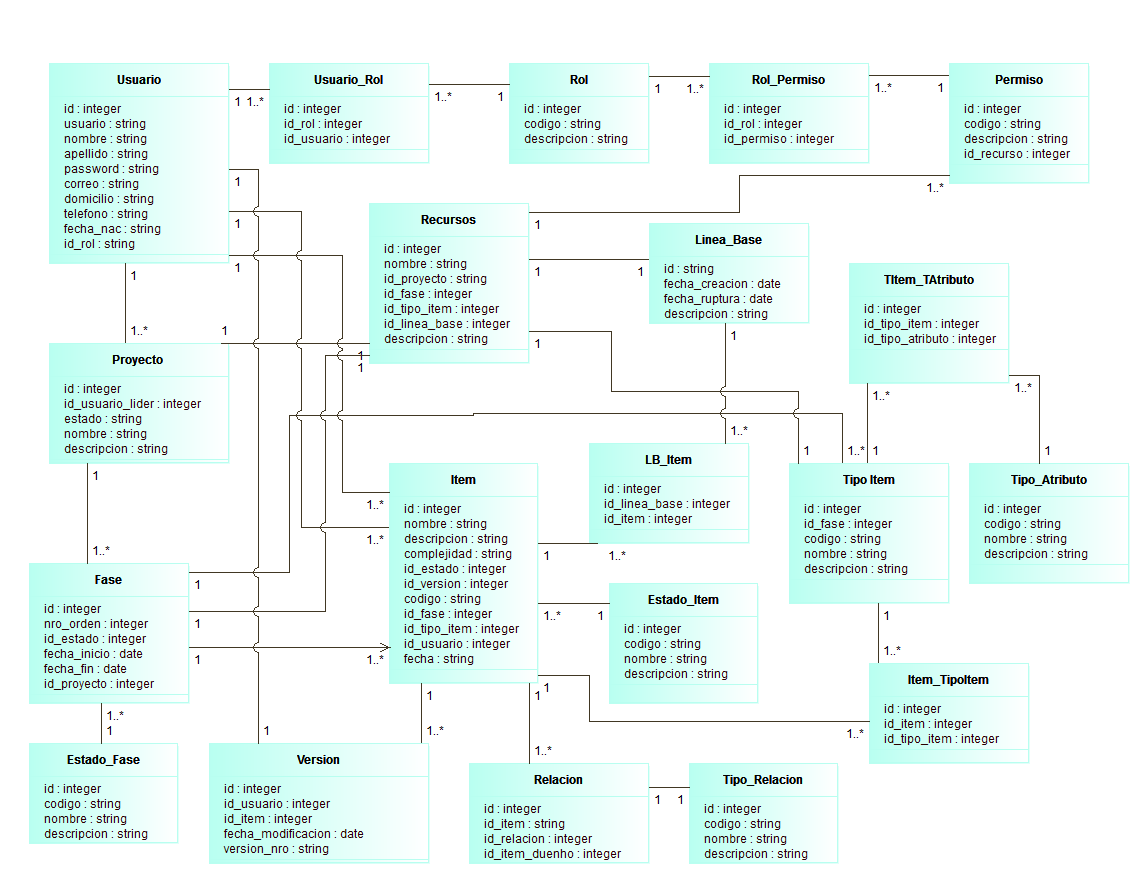 Usuario
id : integer
usuario : string
nombre : string
apellido : string
password : string
correo : string
domicilio : string
telefono : string
fecha_nac : string
id_rol : string
1
1..*
Usuario_Rol
id : integer
id_rol : integer
id_usuario : integer
1..*
1
Rol
id : integer
codigo : string
descripcion : string
1
1..*
Rol_Permiso
id : integer
id_rol : integer
id_permiso : integer
1..*
1
Permiso
id : integer
codigo : string
descripcion : string
id_recurso : integer
1..*
1
1
1
1
1..*
Recursos
id : integer
nombre : string
id_proyecto : string
id_fase : integer
id_tipo_item : integer
id_linea_base : integer
descripcion : string
1
1
1
1
1
1
1
Linea_Base
id : string
fecha_creacion : date
fecha_ruptura : date
descripcion : string
1
1..*
TItem_TAtributo
id : integer
id_tipo_item : integer
id_tipo_atributo : integer
1..*
1
1..*
1
Proyecto
id : integer
id_usuario_lider : integer
estado : string
nombre : string
descripcion : string
1
1..*
Item
id : integer
nombre : string
descripcion : string
complejidad : string
id_estado : integer
id_version : integer
codigo : string
id_fase : integer
id_tipo_item : integer
id_usuario : integer
fecha : string
1..*
1..*
1..*
1
1..*
1..*
1
LB_Item
id : integer
id_linea_base : integer
id_item : integer
1
1..*
Tipo Item
id : integer
id_fase : integer
codigo : string
nombre : string
descripcion : string
1
1..*
Tipo_Atributo
id : integer
codigo : string
nombre : string
descripcion : string
Fase
id : integer
nro_orden : integer
id_estado : integer
fecha_inicio : date
fecha_fin : date
id_proyecto : integer
1
1
1
1..*
1
Estado_Item
id : integer
codigo : string
nombre : string
descripcion : string
Item_TipoItem
id : integer
id_item : integer
id_tipo_item : integer
1
1
1..*
1
1..*
1..*
Estado_Fase
id : integer
codigo : string
nombre : string
descripcion : string
1
Version
id : integer
id_usuario : integer
id_item : integer
fecha_modificacion : date
version_nro : string
Relacion
id : integer
id_item : string
id_relacion : integer
id_item_duenho : integer
1
1
Tipo_Relacion
id : integer
codigo : string
nombre : string
descripcion : string